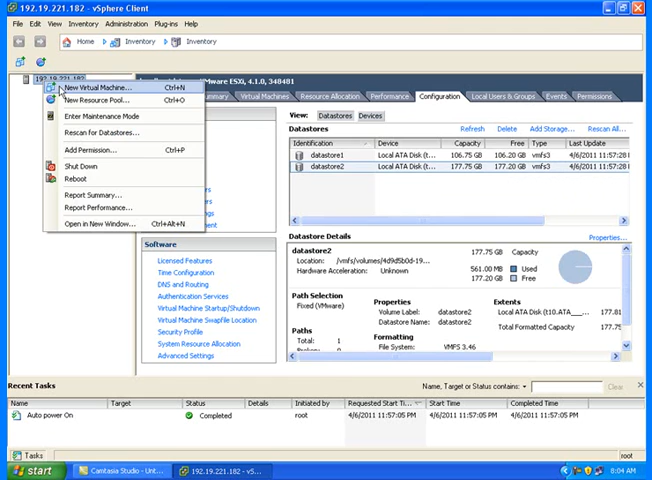 192.19.221.182 - vSphere Client
File Edit View Inventory Administration Plug-ins Help
Home Inventory Inventory
192.19.221.182
VMware ESXi, 4.1.0, 348481
Virtual Machines Resource Allocation Performance Configuration Local Users & Groups Events Permissions
New Virtual Machine... Ctrl+N
New Resource Pool... Ctrl+O
Enter Maintenance Mode
Rescan for Datastores...
Add Permission... Ctrl+P
Shut Down
Reboot
Report Summary...
Report Performance...
Open in New Window... Ctrl+Alt+N
View: Datastores Devices
Datastores Refresh Delete Add Storage... Rescan All...
Identification Device Capacity Free Type Last Update
datastore1 Local ATA Disk (t... 106.75 GB 106.20 GB vmfs3 4/6/2011 11:57:28
datastore2 Local ATA Disk (t... 177.75 GB 177.20 GB vmfs3 4/6/2011 11:57:28
Software
Licensed Features
Time Configuration
DNS and Routing
Authentication Services
Virtual Machine Startup/Shutdown
Virtual Machine Swapfile Location
Security Profile
System Resource Allocation
Advanced Settings
Datastore Details Properties...
datastore2 177.75 GB Capacity
Location: /vmfs/volumes/4d9d5b0d-19...
Hardware Acceleration: Unknown
561.00 MB Used
177.20 GB Free
Path Selection
Fixed (VMware)
Paths
Total: 1
Properties
Volume Label: datastore2
Datastore Name: datastore2
Formatting
File System: VMFS 3.46
Extents
Local ATA Disk (t10.ATA___... 177.81
Total Formatted Capacity 177.75
Recent Tasks Name, Target or Status contains: Clear
Name Target Status Details Initiated by Requested Start Ti... Start Time Completed Time
Auto power On Completed root 4/6/2011 11:57:05 PM 4/6/2011 11:57:05 PM 4/6/2011 11:57:05 PM
Tasks root
start Camtasia Studio - Unt... 192.19.221.182 - vS... 8:04 AM